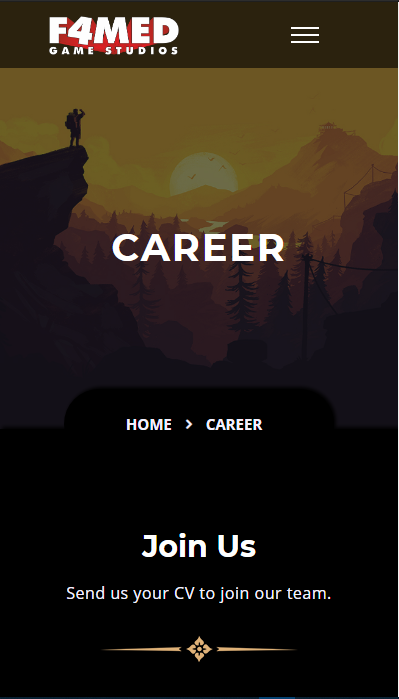 F4MED
GAME STUDIOS
CAREER
HOME > CAREER
Join Us
Send us your CV to join our team.